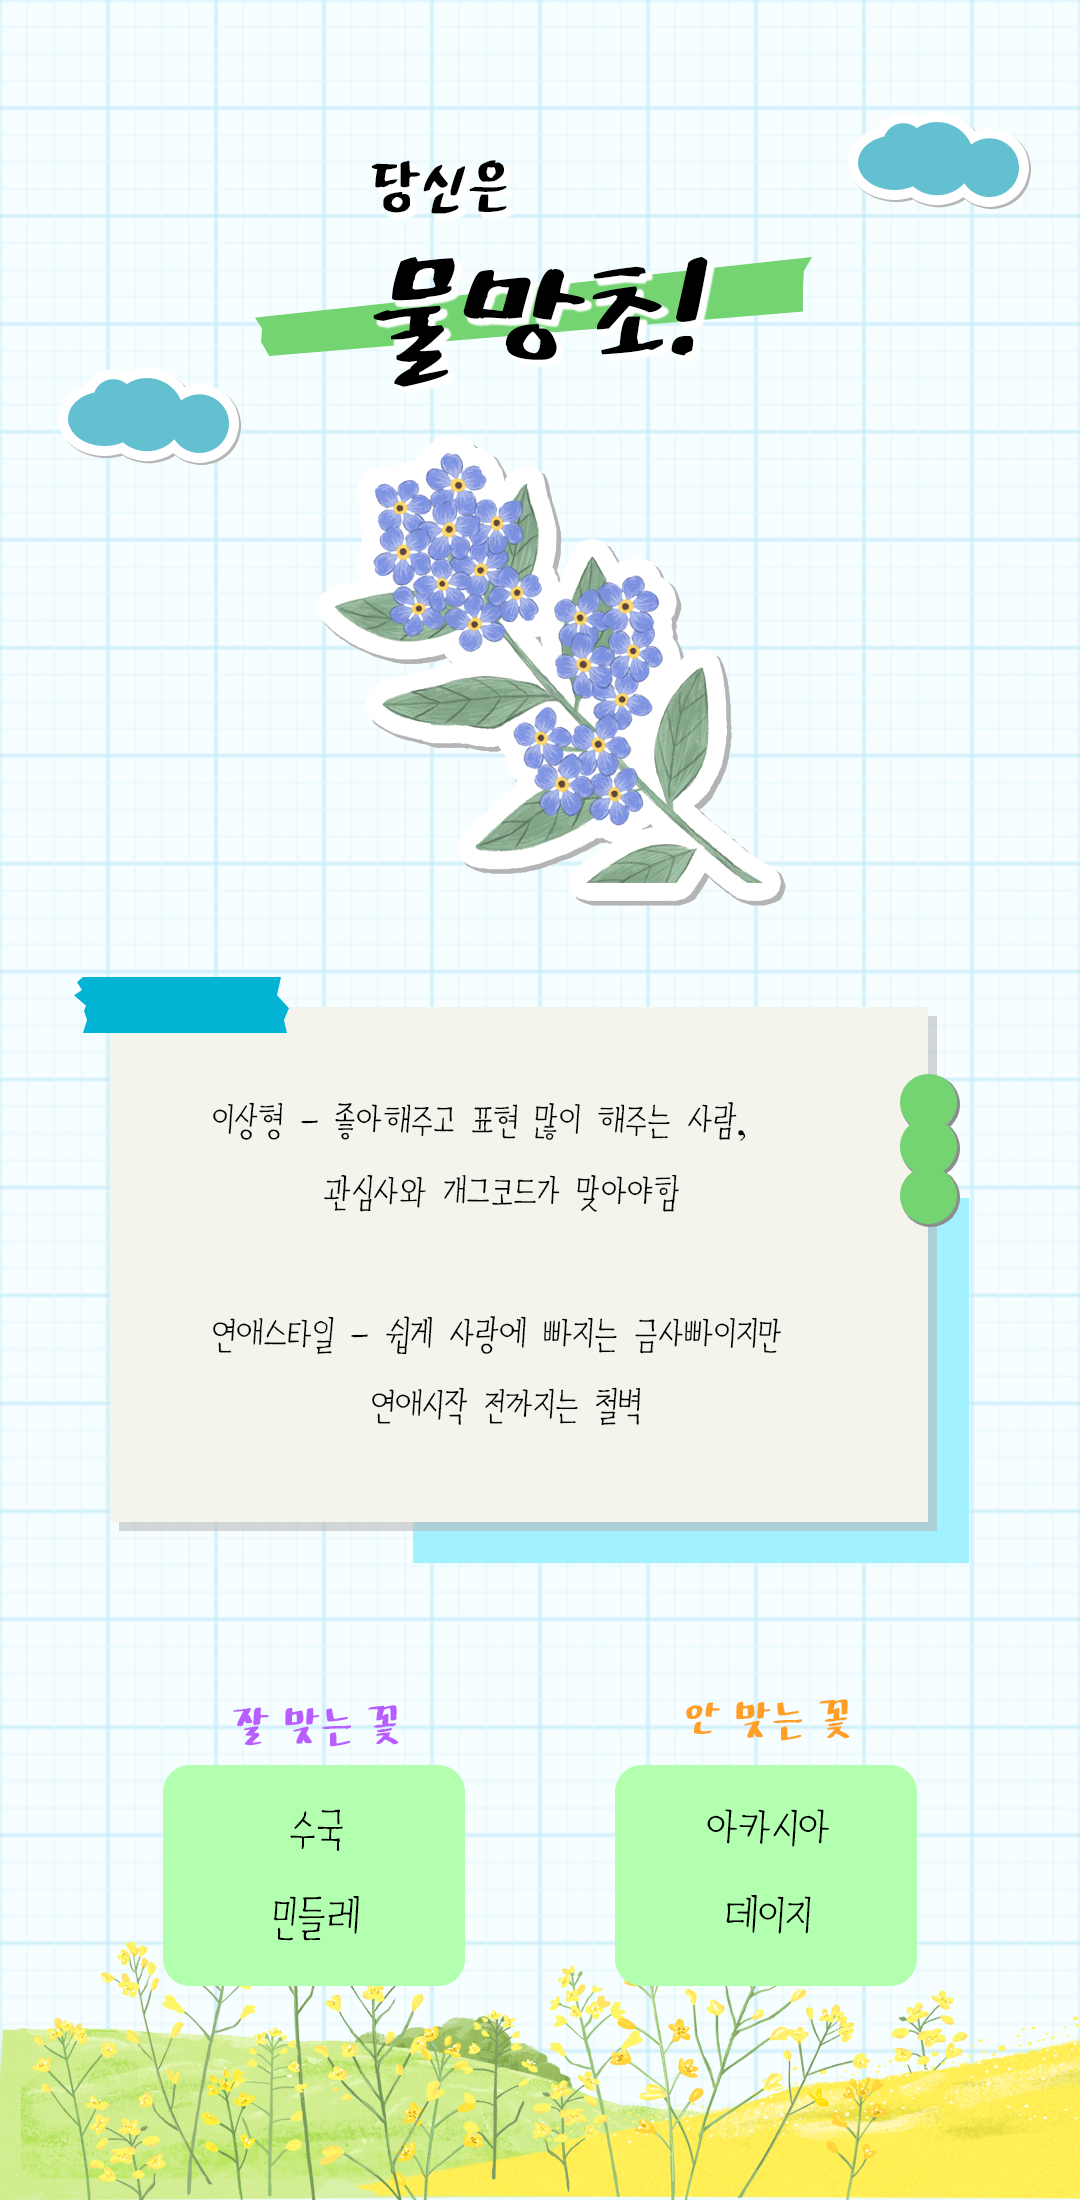 당신은
물망초!
이상형 - 좋아해주고 표현 많이 해주는 사람,
관심사와 개그코드가 맞아야함
연애스타일 - 쉽게 사랑에 빠지는 금사빠이지만
연애시작 전까지는 철벽
잘 맞는 꽃
수국
민들레
안 맞는 꽃
아카시아
데이지